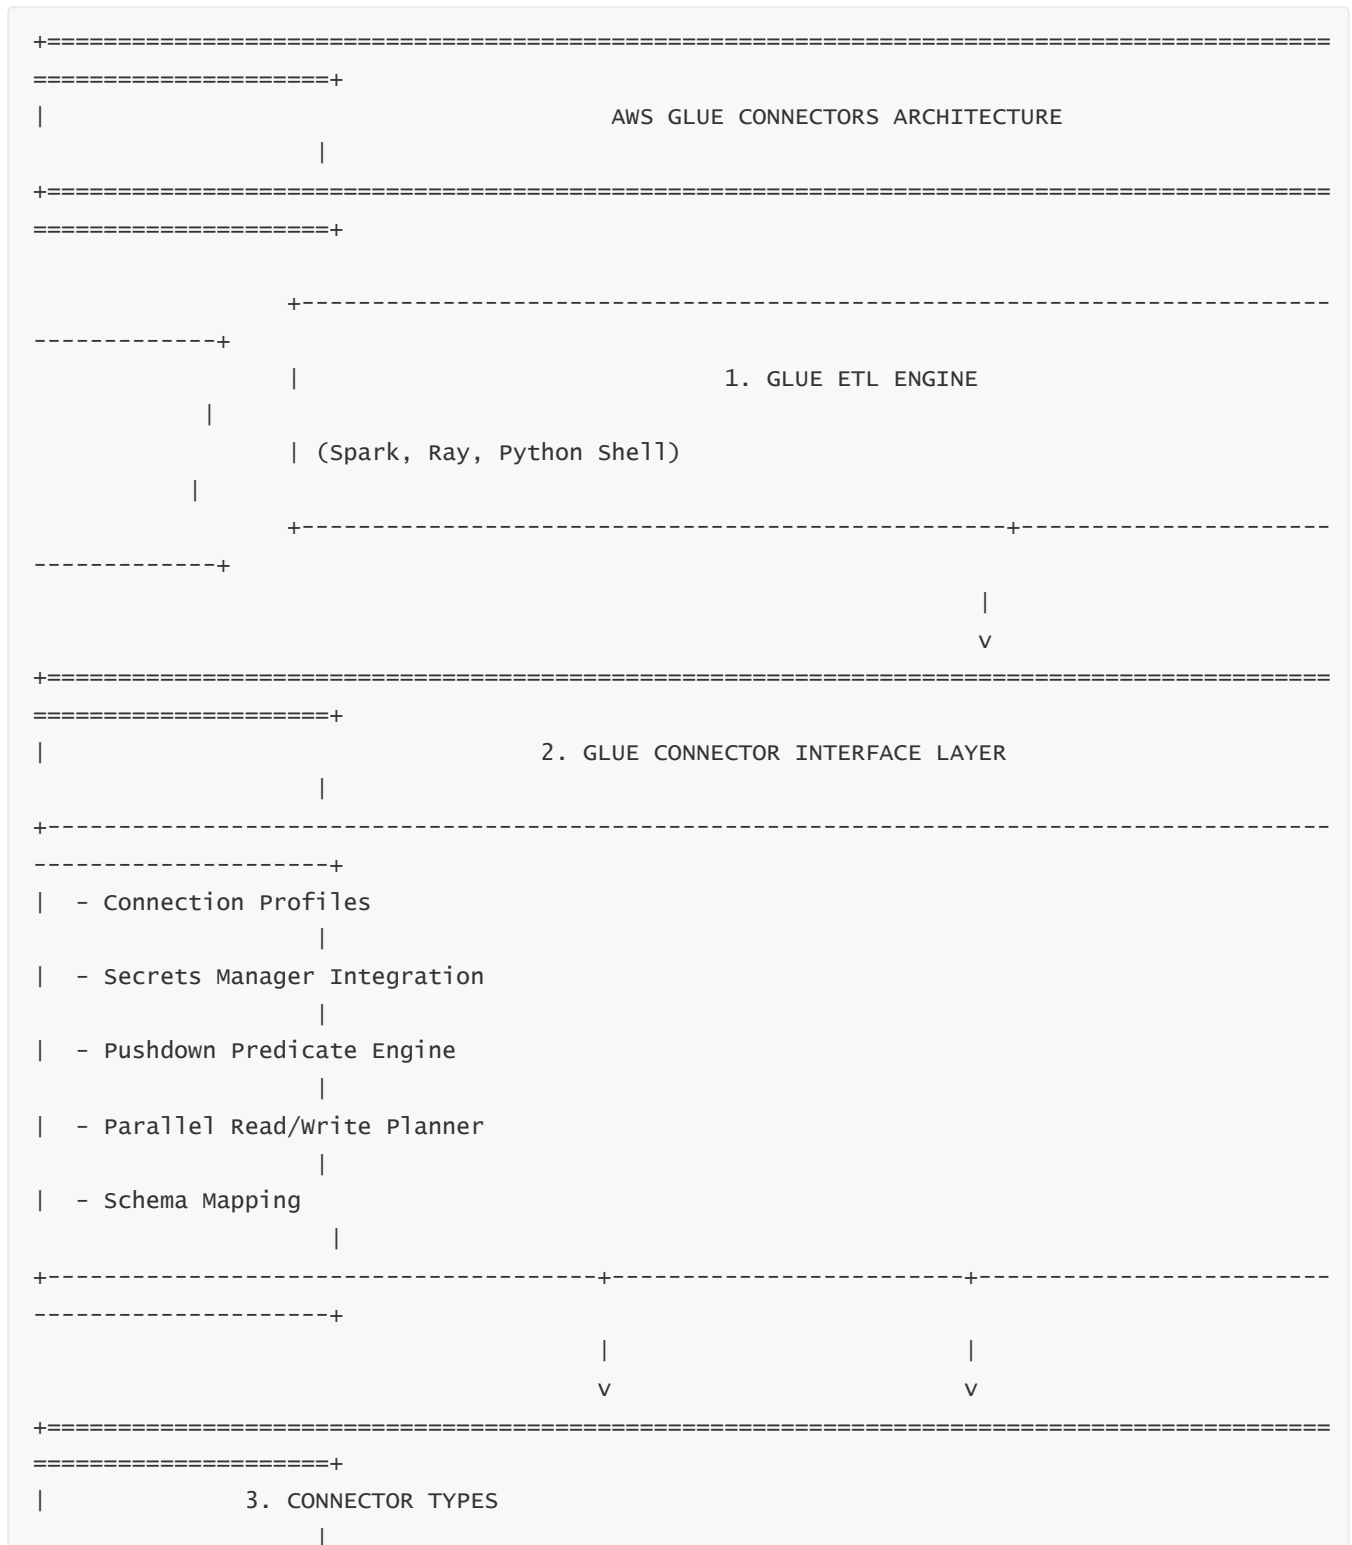 +===========================================================================================
=====================+
|                                        AWS GLUE CONNECTORS ARCHITECTURE
                    |
+===========================================================================================
=====================+
                  +-------------------------------------------------------------------------
-------------+
                  |                              1. GLUE ETL ENGINE
            |
                  | (Spark, Ray, Python Shell)
           |
                  +--------------------------------------------------+----------------------
-------------+
                                                                   |
                                                                   v
+===========================================================================================
=====================+
|                                   2. GLUE CONNECTOR INTERFACE LAYER
                    |
+-------------------------------------------------------------------------------------------
---------------------+
|  - Connection Profiles
                    |
|  - Secrets Manager Integration
                    |
|  - Pushdown Predicate Engine
                    |
|  - Parallel Read/Write Planner
                    |
|  - Schema Mapping
                     |
+---------------------------------------+-------------------------+-------------------------
---------------------+
                                        |                         |
                                        v                         v
+===========================================================================================
=====================+
|              3. CONNECTOR TYPES
                    |